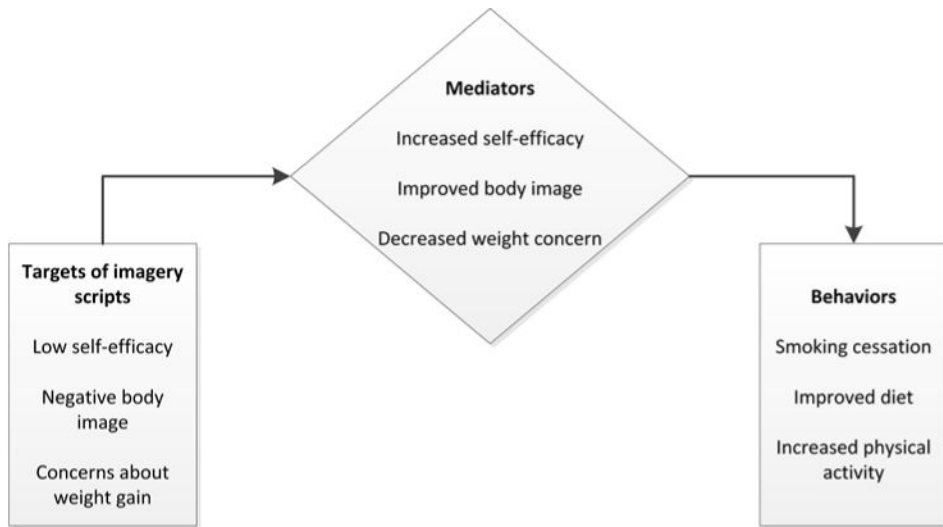 Mediators
Increased self-efficacy
Improved body image
Decreased weight concern
Targets of imagery
scripts
Low self-efficacy
Negative body
image
Concerns about
weight gain
Behaviors
Smoking cessation
Improved diet
Increased physical
activity